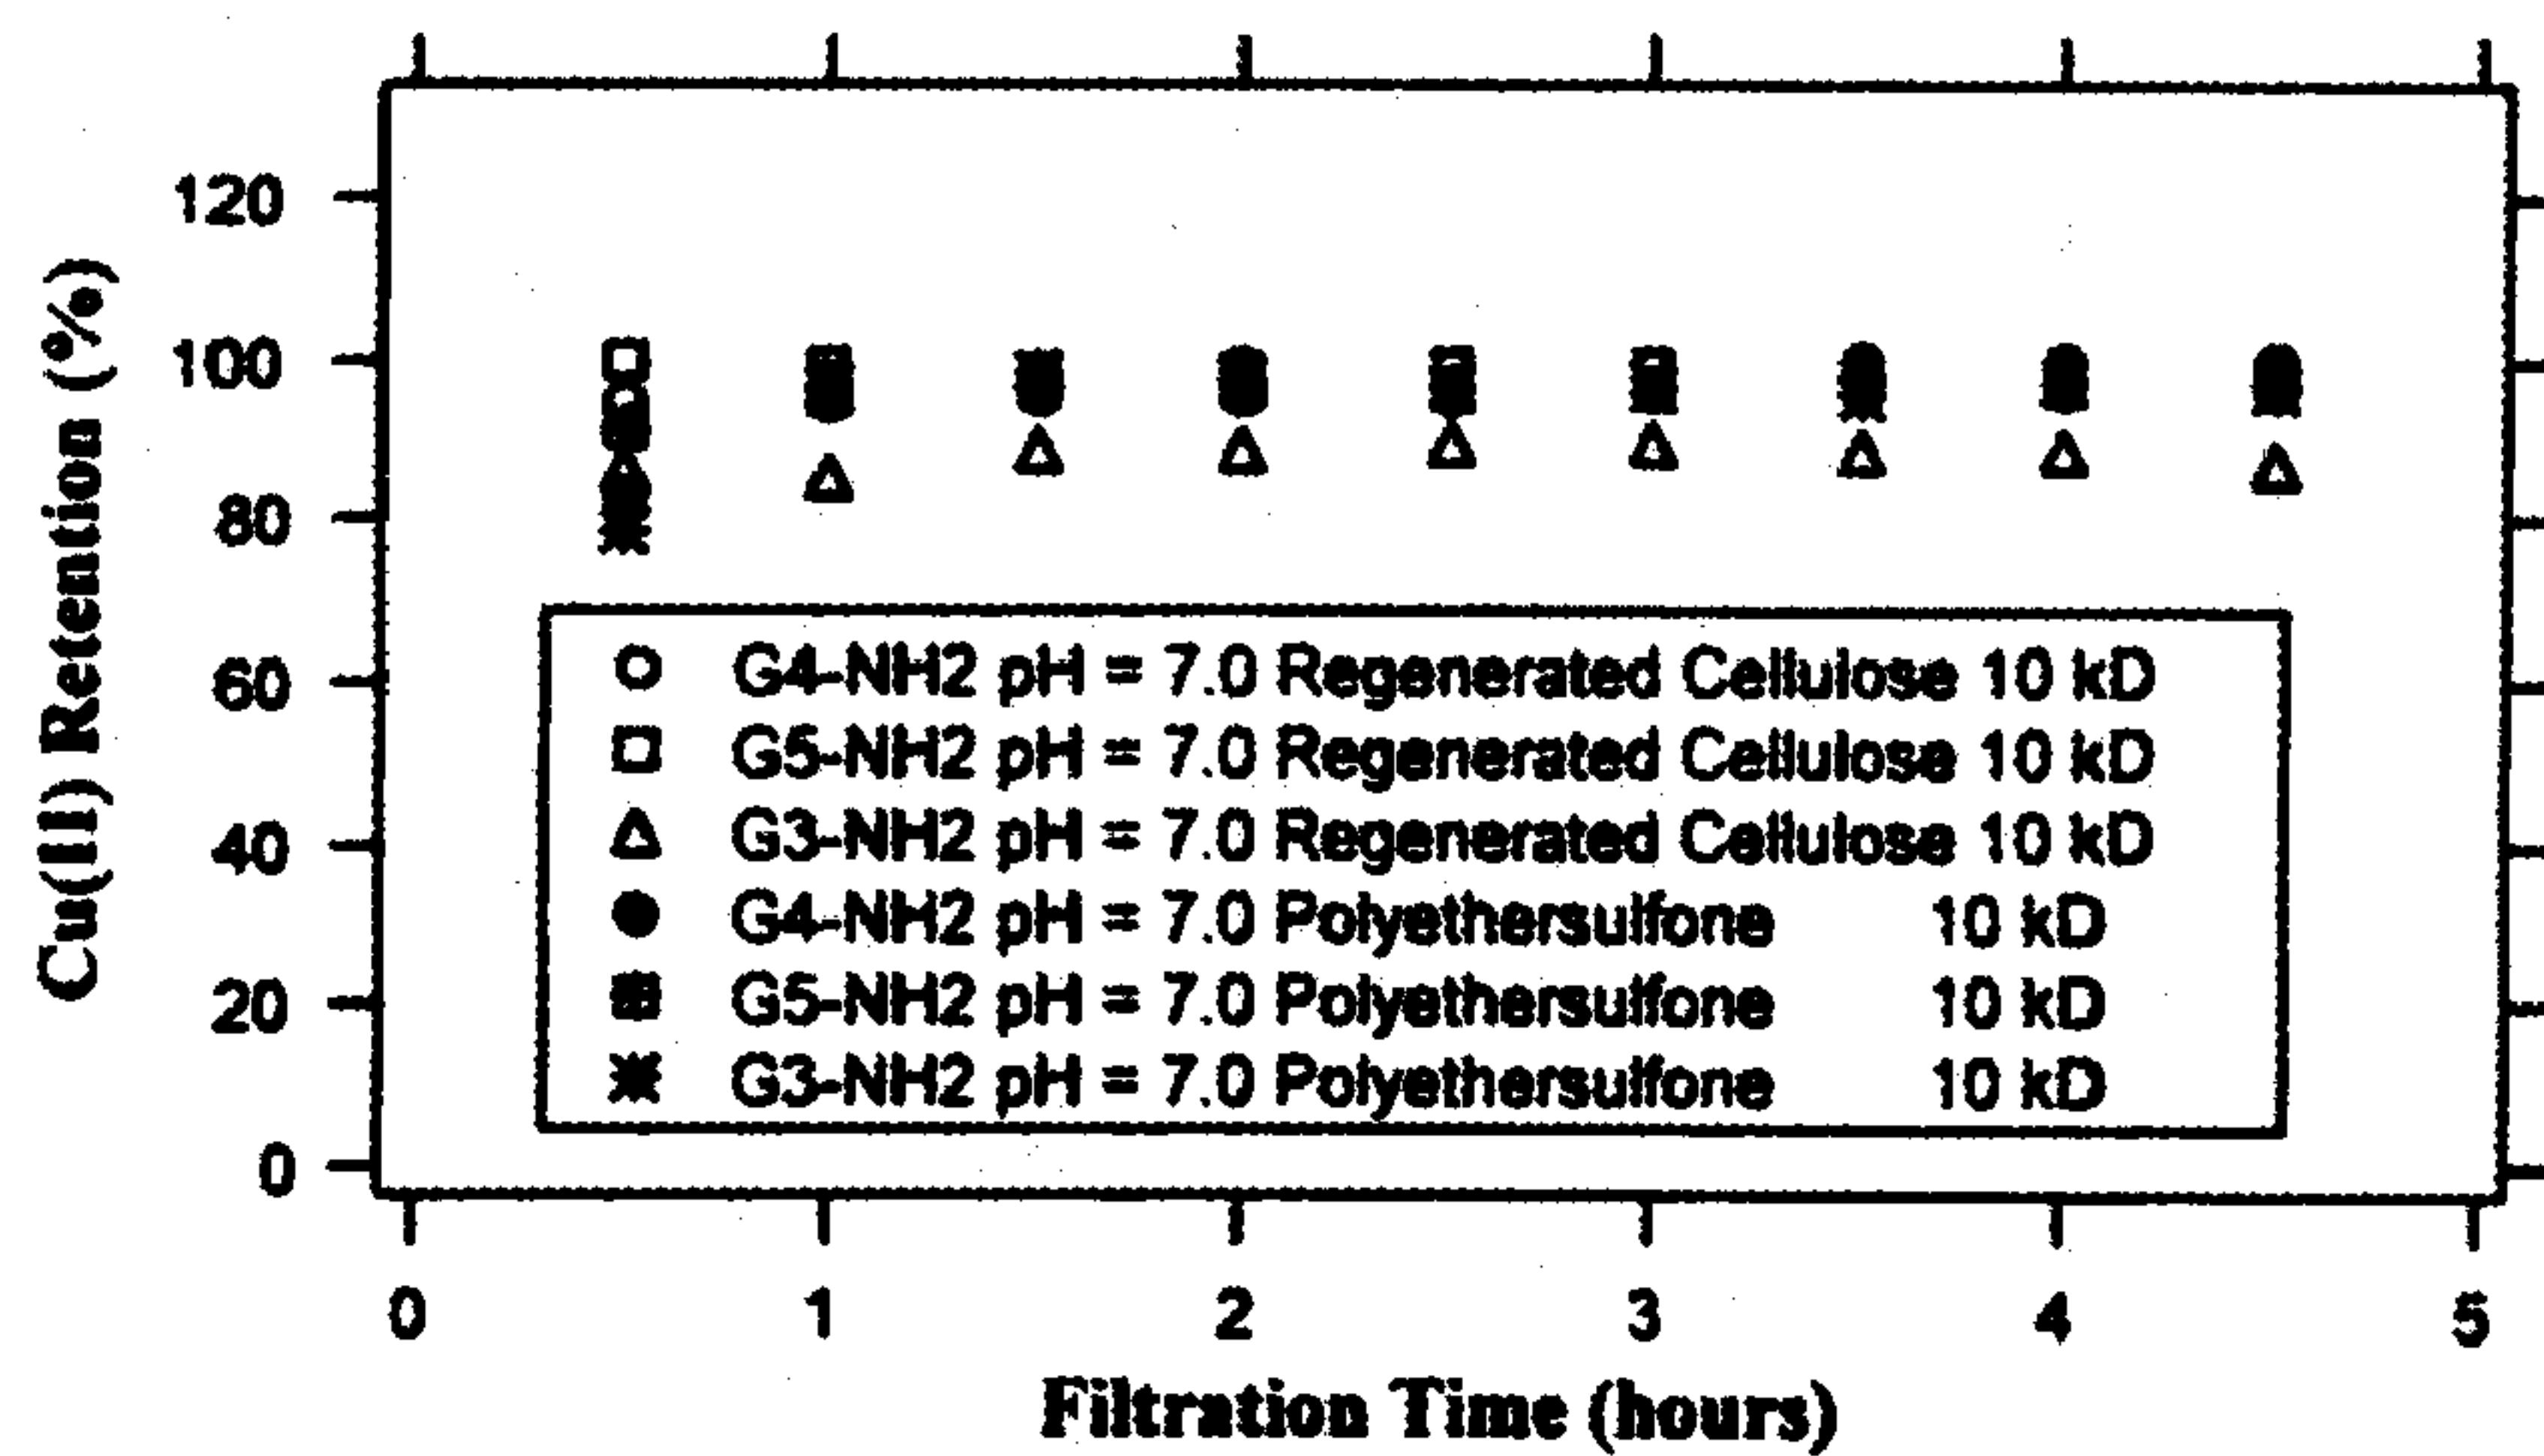 120
100
80
60
40
20
0
Cu(II) Retention (%)
G4-NH2 pH = 7.0 Regenerated Cellulose 10 kD
G5-NH2 pH = 7.0 Regenerated Cellulose 10 kD
G3-NH2 pH = 7.0 Regenerated Cellulose 10 kD
G4-NH2 pH = 7.0 Polyethersulfone 10 kD
G5-NH2 pH = 7.0 Polyethersulfone 10 kD
G3-NH2 pH = 7.0 Polyethersulfone 10 kD
0 1 2 3 4 5
Filtration Time (hours)